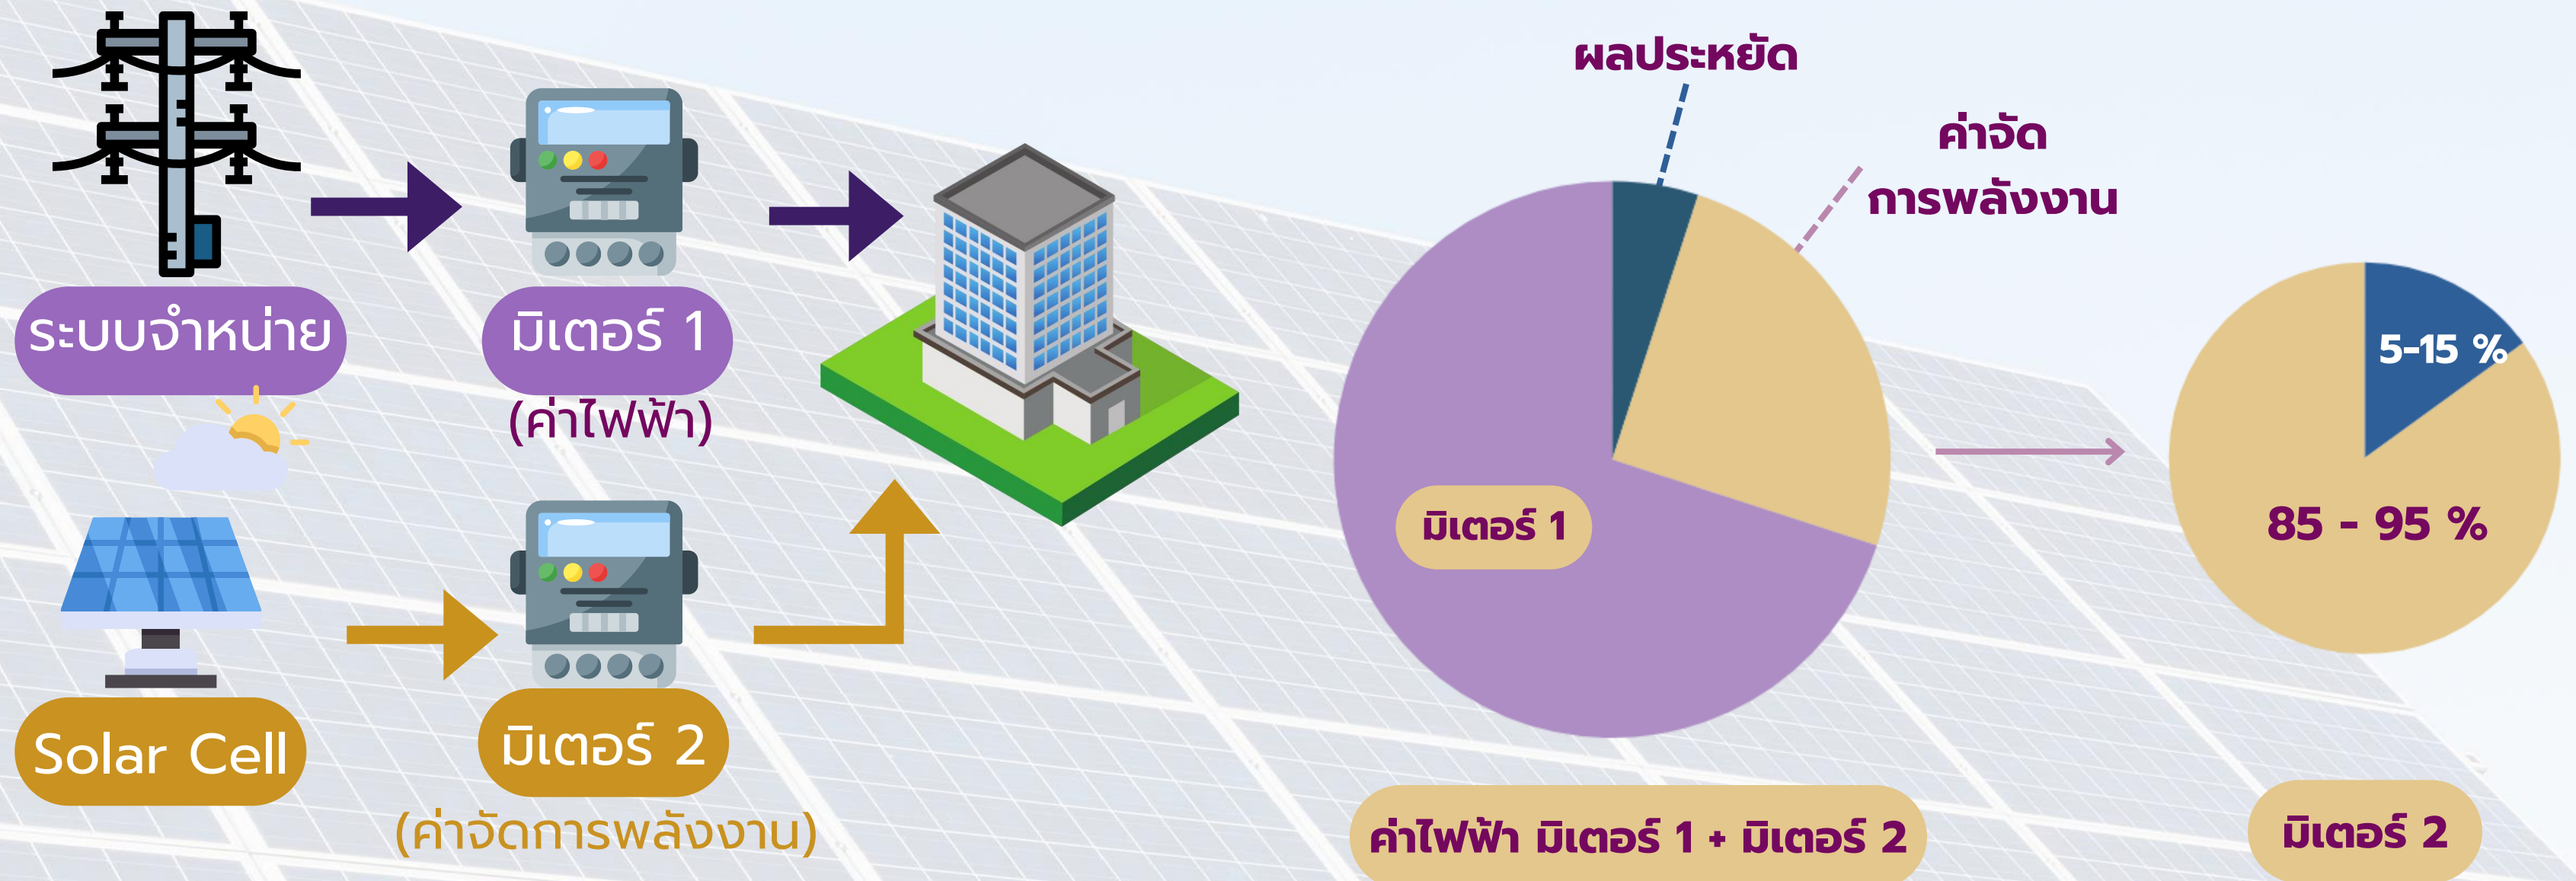 ระบบจำหน่าย
มิเตอร์ 1
(ค่าไฟฟ้า)
Solar Cell
มิเตอร์ 2
(ค่าจัดการพลังงาน)
ผลประหยัด
ค่าจัด
การพลังงาน
มิเตอร์ 1
ค่าไฟฟ้า มิเตอร์ 1 + มิเตอร์ 2
5-15 %
85 - 95 %
มิเตอร์ 2